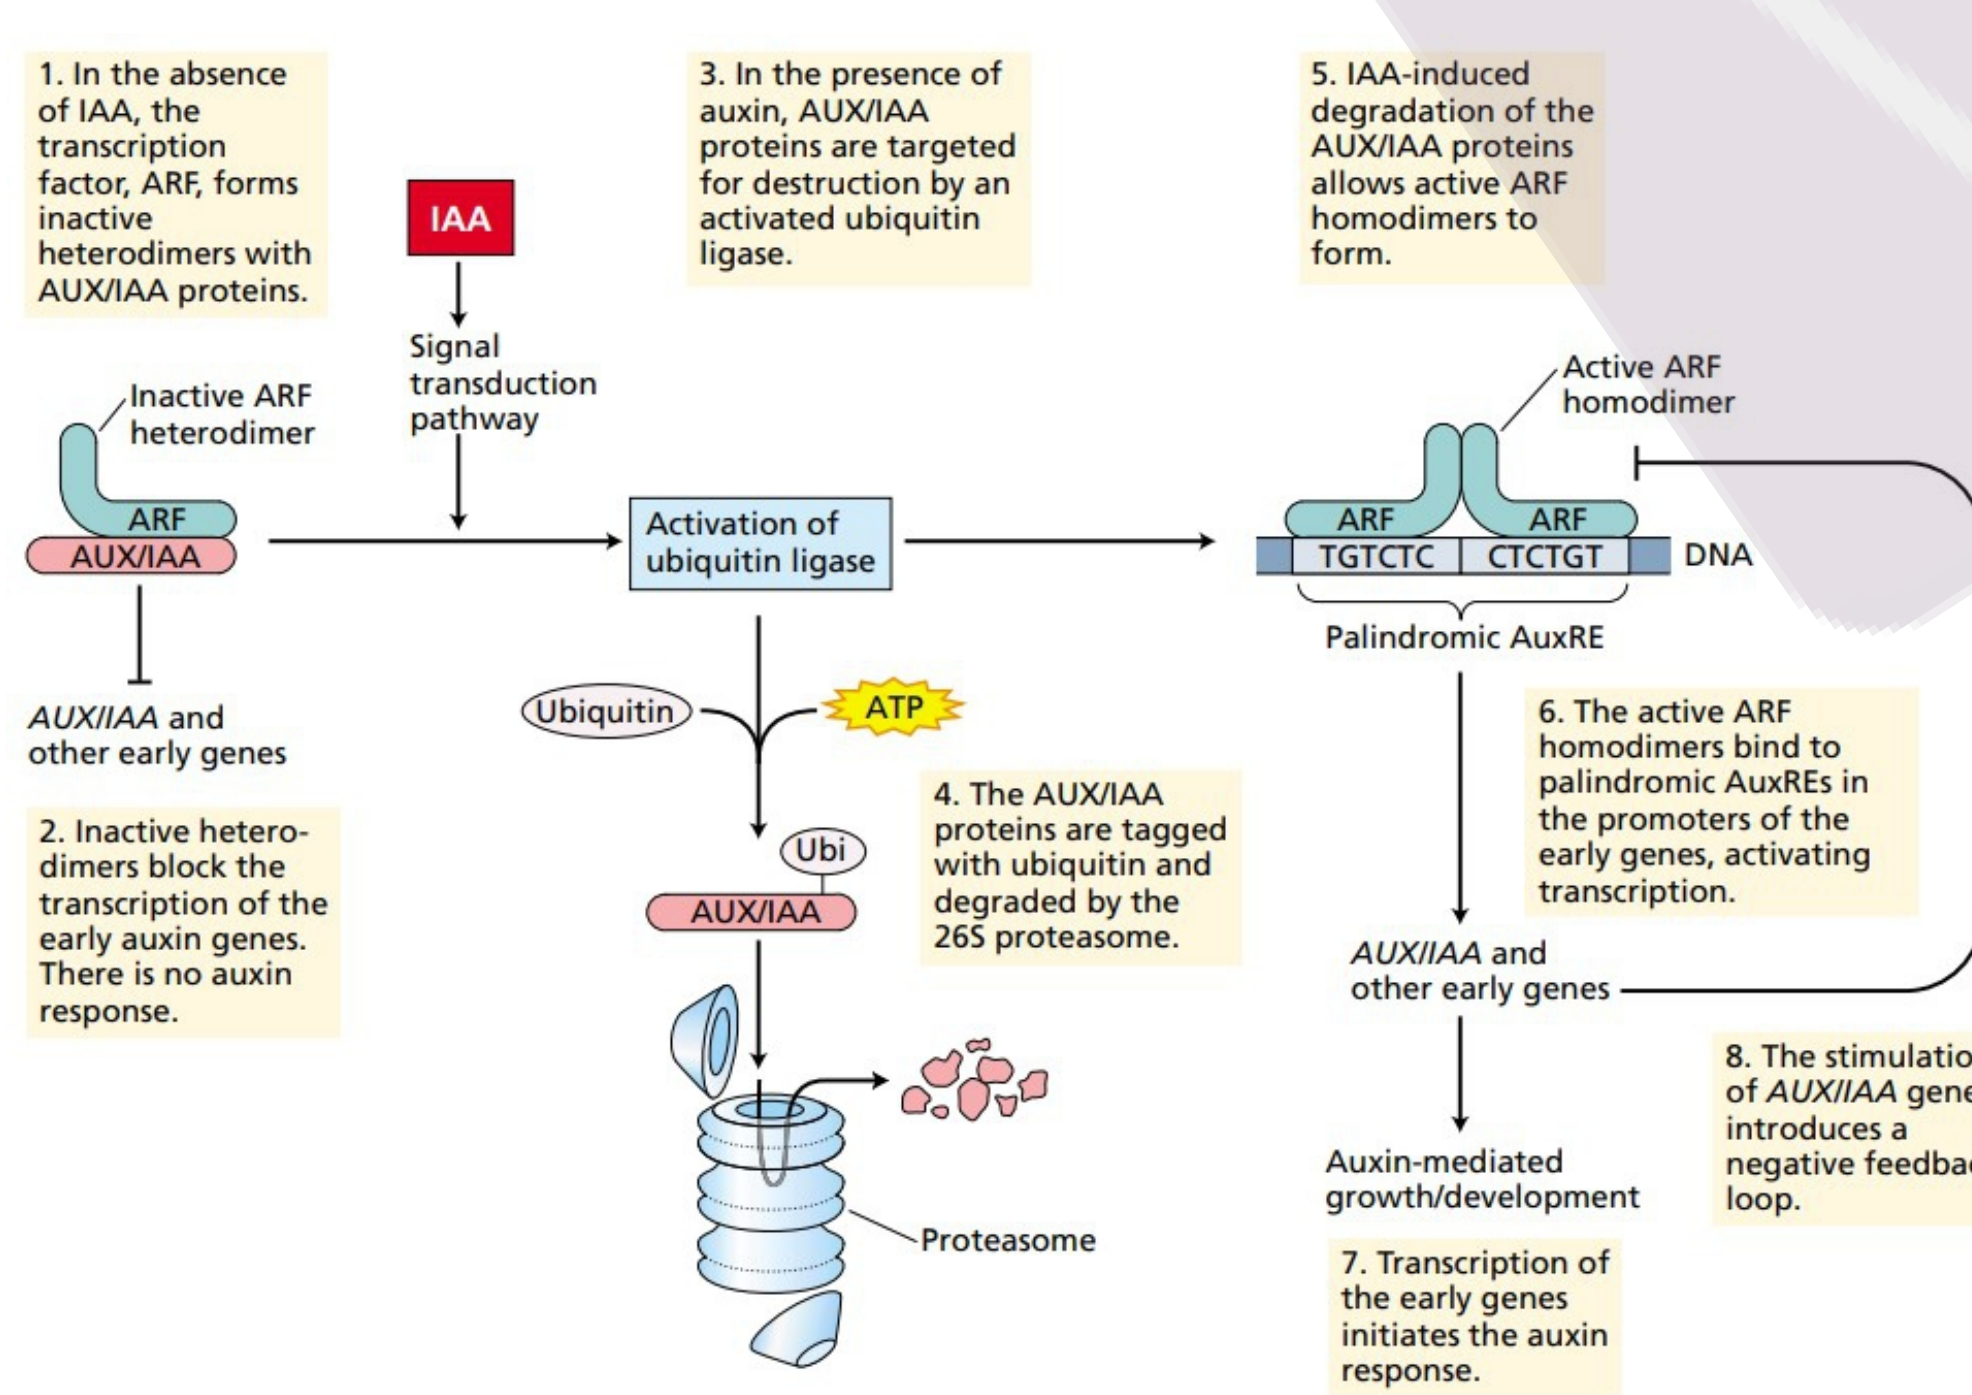 1. In the absence
of IAA, the
transcription
factor, ARF, forms
inactive
heterodimers with
AUX/IAA proteins.
IAA
Signal
transduction
pathway
3. In the presence of
auxin, AUX/IAA
proteins are targeted
for destruction by an
activated ubiquitin
ligase.
5. IAA-induced
degradation of the
AUX/IAA proteins
allows active ARF
homodimers to
form.
Inactive ARF
heterodimer
ARF
AUX/IAA
Activation of
ubiquitin ligase
Active ARF
homodimer
ARF ARF
TGTCTC CTCTGT DNA
Palindromic AuxRE
AUX/IAA and
other early genes
2. Inactive hetero-
dimers block the
transcription of the
early auxin genes.
There is no auxin
response.
Ubiquitin
ATP
Ubi
AUX/IAA
4. The AUX/IAA
proteins are tagged
with ubiquitin and
degraded by the
26S proteasome.
Proteasome
6. The active ARF
homodimers bind to
palindromic AuxREs in
the promoters of the
early genes, activating
transcription.
AUX/IAA and
other early genes
Auxin-mediated
growth/development
7. Transcription of
the early genes
initiates the auxin
response.
8. The stimulatio
of AUX/IAA gene
introduces a
negative feedba
loop.